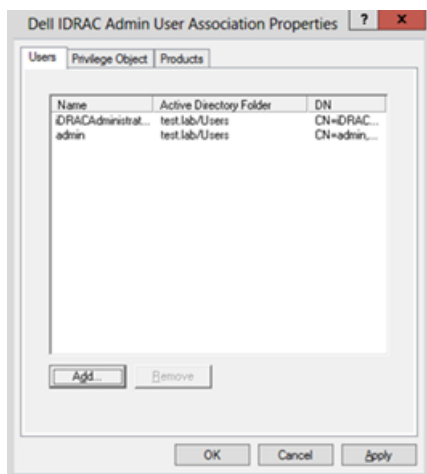 Dell IDRAC Admin User Association Properties ? x
Users Privilege Object Products
Name Active Directory Folder DN
iDRACAdministrat... test.lab/Users CN=iDRAC...
admin test.lab/Users CN=admin,...
Add... Remove
OK Cancel Apply